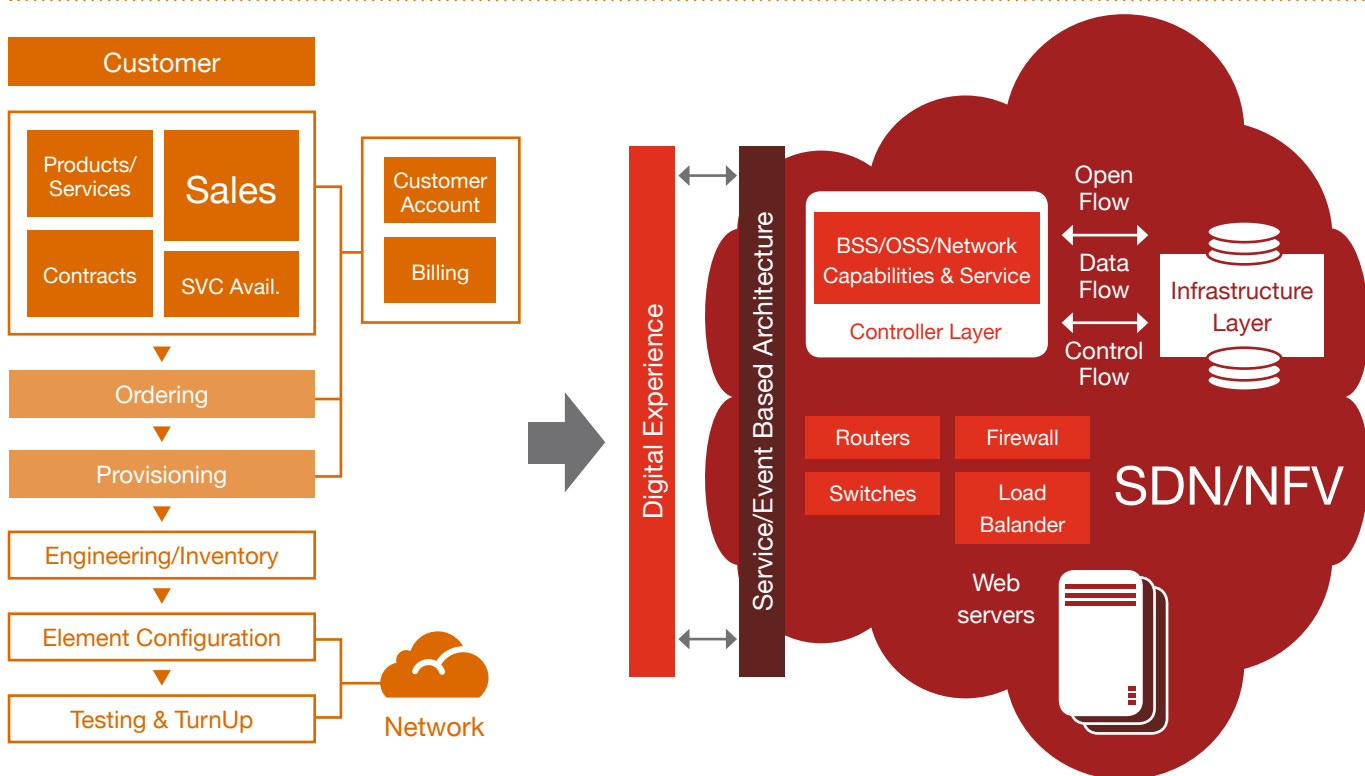 Customer
Products/
Services
Sales
Contracts
SVC Avail.
Customer
Account
Billing
Ordering
Provisioning
Engineering/Inventory
Element Configuration
Testing & TurnUp
Network
Digital Experience
Service/Event Based Architecture
BSS/OSS/Network
Capabilities & Service
Controller Layer
Open
Flow
Data
Flow
Control
Flow
Infrastructure
Layer
Routers
Firewall
Switches
Load
Balander
SDN/NFV
Web
servers